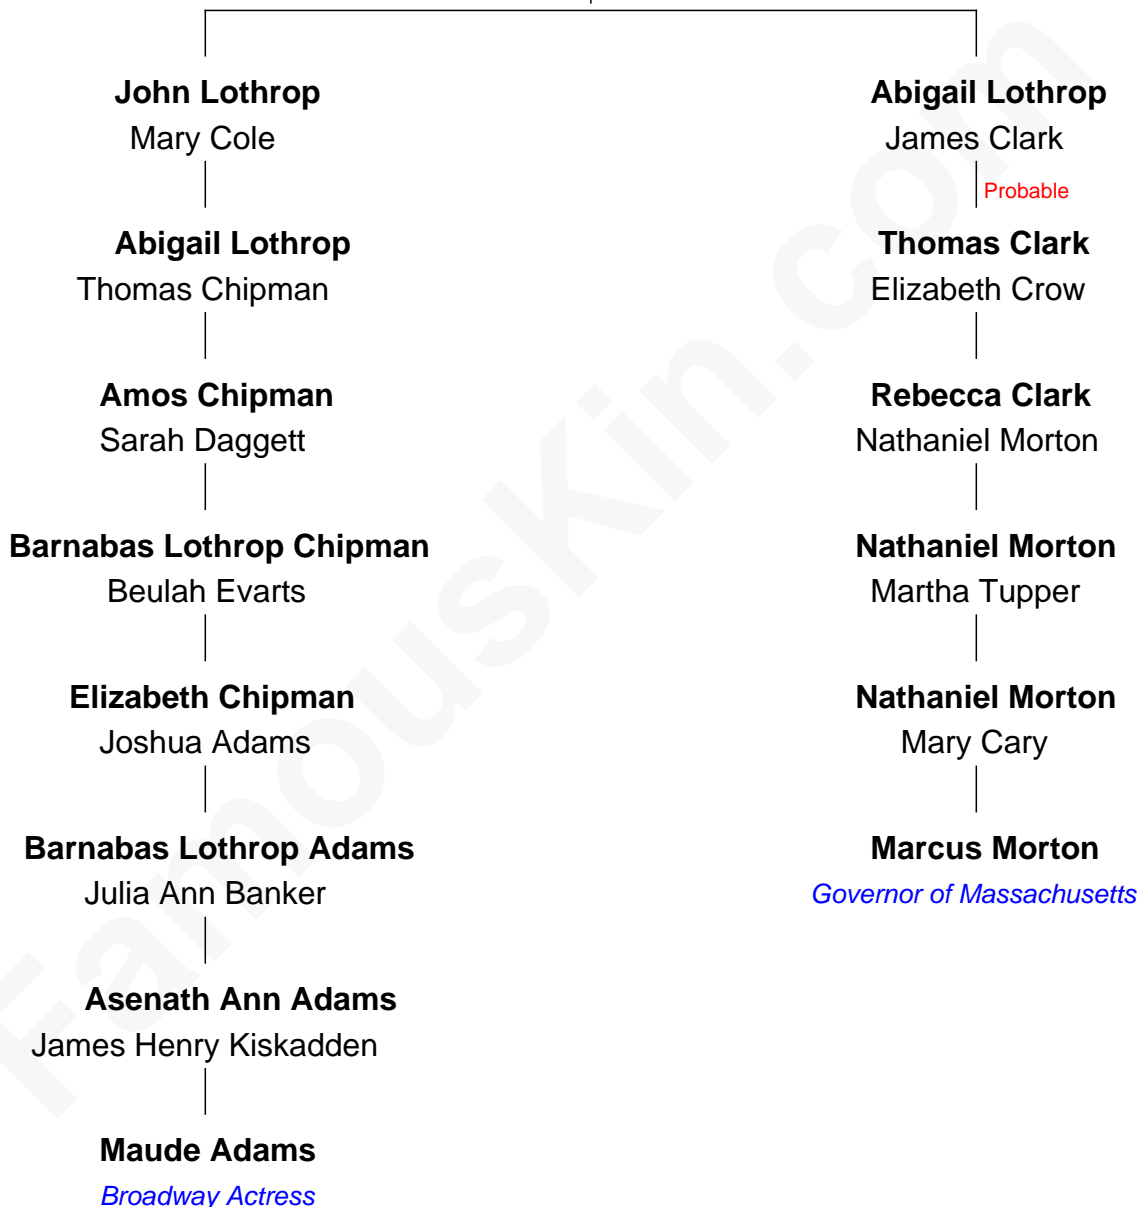 John Lothrop
Mary Cole
Abigail Lothrop
Thomas Chipman
Amos Chipman
Sarah Daggett
Barnabas Lothrop Chipman
Beulah Evarts
Elizabeth Chipman
Joshua Adams
Barnabas Lothrop Adams
Julia Ann Banker
Asenath Ann Adams
James Henry Kiskadden
Maude Adams
Broadway Actress
Abigail Lothrop
James Clark
Probable
Thomas Clark
Elizabeth Crow
Rebecca Clark
Nathaniel Morton
Nathaniel Morton
Martha Tupper
Nathaniel Morton
Mary Cary
Marcus Morton
Governor of Massachusetts
FamousKin.com